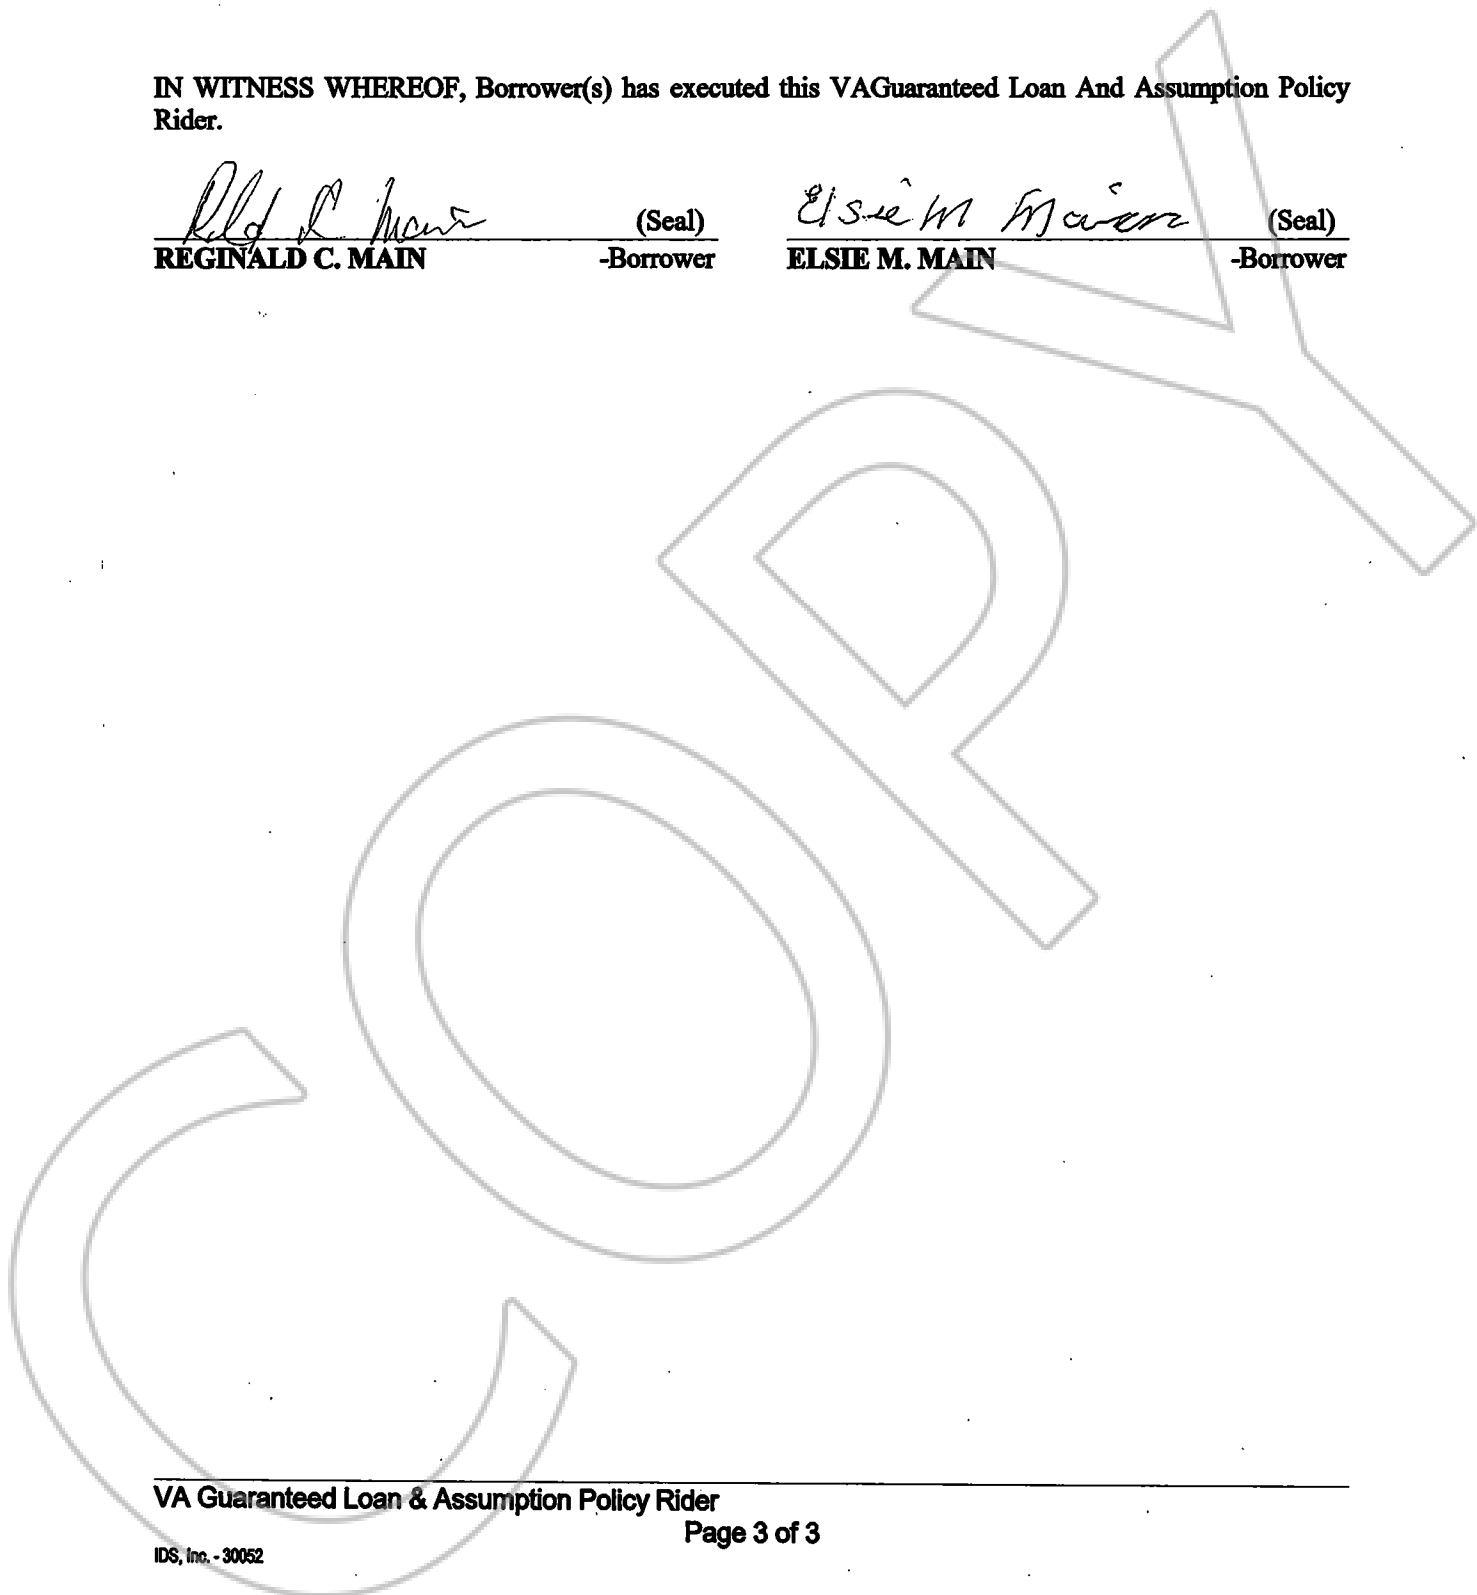 IN WITNESS WHEREOF, Borrower(s) has executed this VAGuaranteed Loan And Assumption Policy
Rider.
(Seal) Elsie M Main (Seal)
REGINALD C. MAIN -Borrower ELSIE M. MAIN -Borrower
COPY
VA Guaranteed Loan & Assumption Policy Rider
Page 3 of 3
IDS, Inc. - 30052